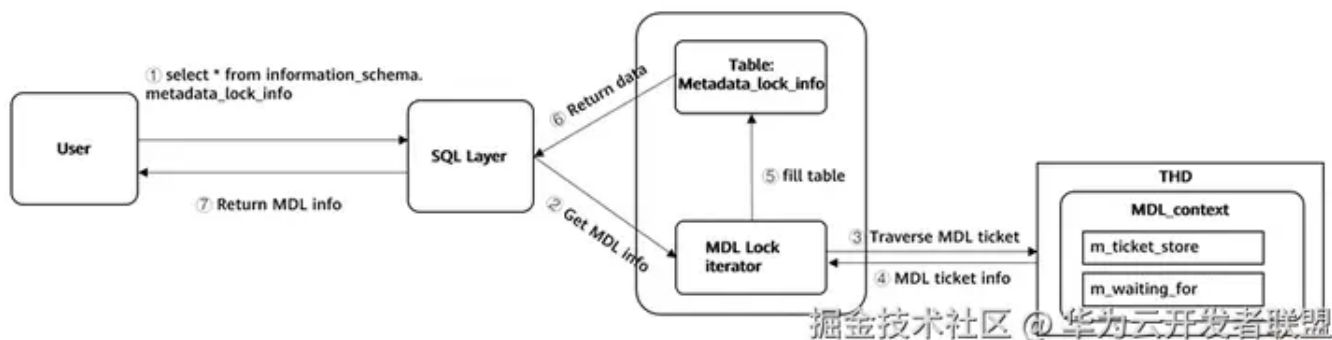 ① select * from information_schema.
metadata_lock_info
User
⑦ Return MDL info
SQL Layer
⑥ Return data
② Get MDL info
Table:
Metadata_lock_info
⑤ fill table
MDL Lock
iterator
③ Traverse MDL ticket
④ MDL ticket info
THD
MDL_context
m_ticket_store
m_waiting_for
掘金技术社区 @ 华为云开发者联盟